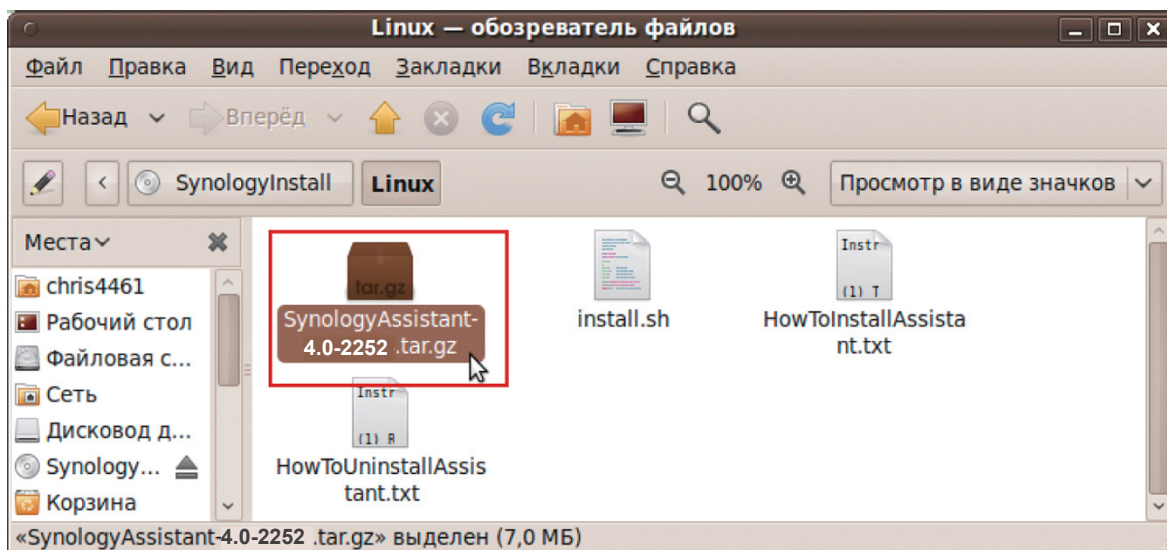 Linux — обозреватель файлов
Файл Правка Вид Переход Закладки Вкладки Справка
Назад Вперёд
SynologyInstall Linux 100% Просмотр в виде значков
Места
chris4461
Рабочий стол
Файловая с...
Сеть
Дисковод д...
Synology...
Корзина
tar.gz
SynologyAssistant-
4.0-2252 .tar.gz
install.sh
Instr
(1) T
HowToInstallAssista
nt.txt
Instr
(1) R
HowToUninstallAssis
tant.txt
«SynologyAssistant-4.0-2252 .tar.gz» выделен (7,0 МБ)